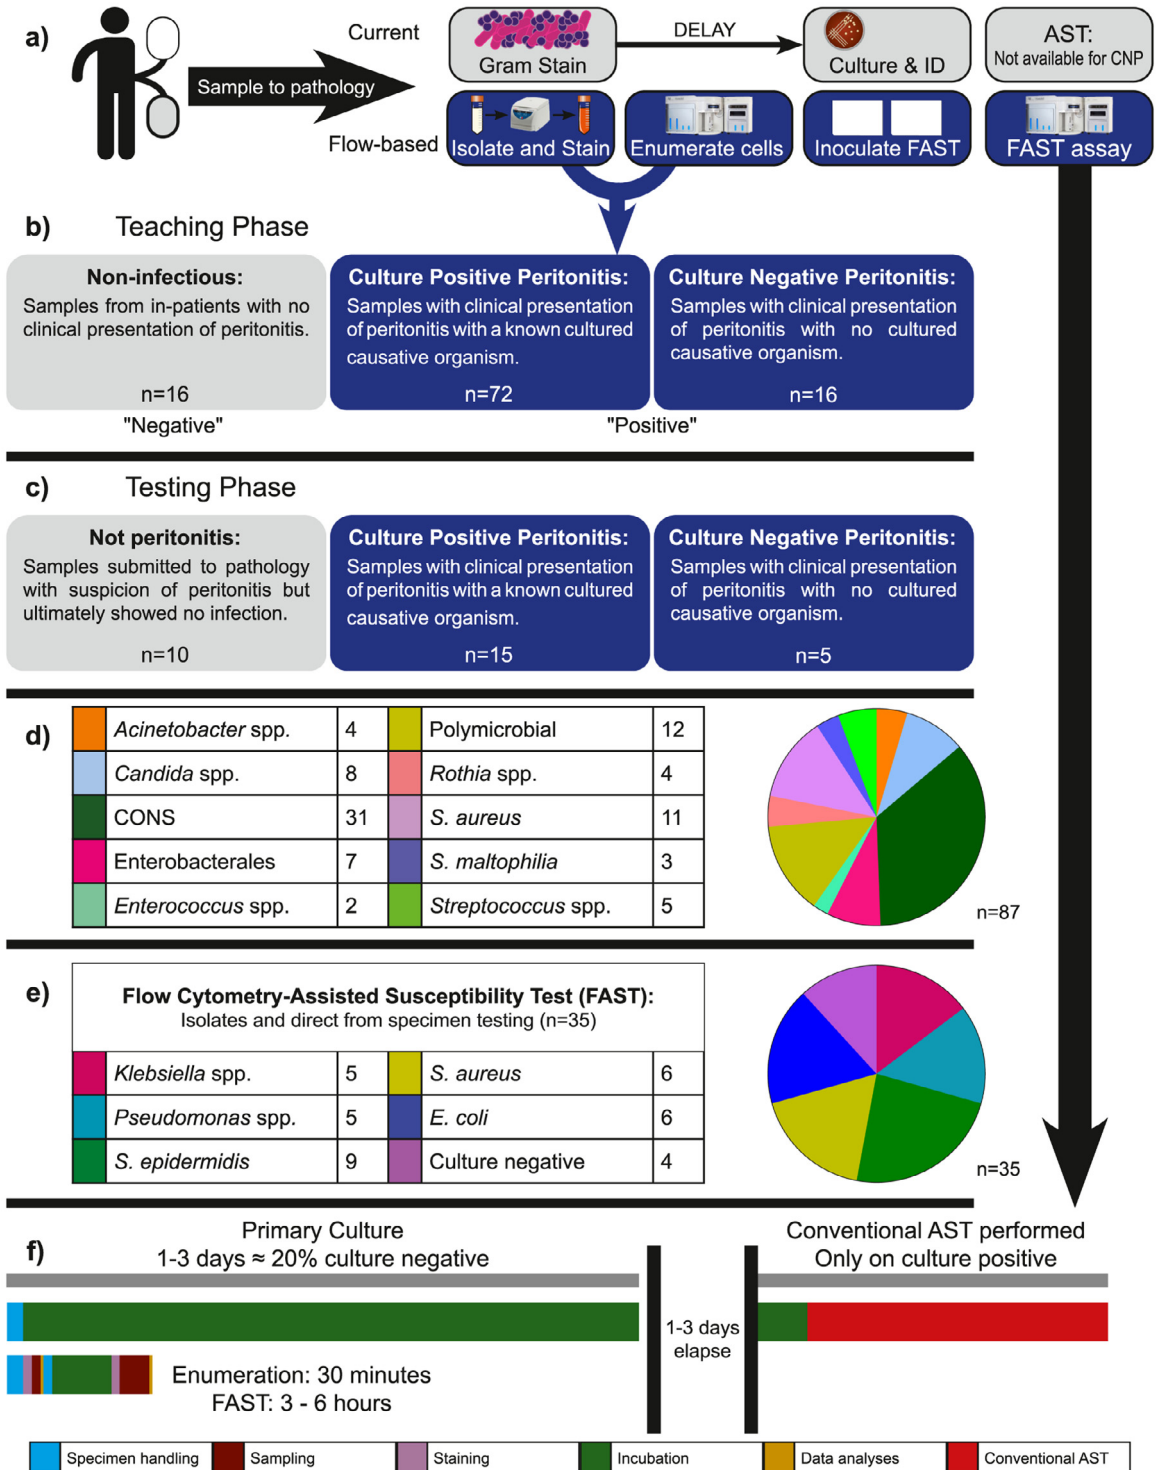 a)
Current
Sample to pathology
Flow-based
Gram Stain
DELAY
Culture & ID
AST:
Not available for CNP
Isolate and Stain
Enumerate cells
Inoculate FAST
FAST assay
b) Teaching Phase
Non-infectious:
Samples from in-patients with no
clinical presentation of peritonitis.
n=16
"Negative"
Culture Positive Peritonitis:
Samples with clinical presentation
of peritonitis with a known cultured
causative organism.
n=72
Culture Negative Peritonitis:
Samples with clinical presentation
of peritonitis with no cultured
causative organism.
n=16
"Positive"
c) Testing Phase
Not peritonitis:
Samples submitted to pathology
with suspicion of peritonitis but
ultimately showed no infection.
n=10
Culture Positive Peritonitis:
Samples with clinical presentation
of peritonitis with a known cultured
causative organism.
n=15
Culture Negative Peritonitis:
Samples with clinical presentation
of peritonitis with no cultured
causative organism.
n=5
d)
Acinetobacter spp. 4 Polymicrobial 12
Candida spp. 8 Rothia spp. 4
CONS 31 S. aureus 11
Enterobacterales 7 S. maltophilia 3
Enterococcus spp. 2 Streptococcus spp. 5
n=87
e)
Flow Cytometry-Assisted Susceptibility Test (FAST):
Isolates and direct from specimen testing (n=35)
Klebsiella spp. 5 S. aureus 6
Pseudomonas spp. 5 E. coli 6
S. epidermidis 9 Culture negative 4
n=35
f)
Primary Culture
1-3 days ≈ 20% culture negative
Conventional AST performed
Only on culture positive
1-3 days
elapse
Enumeration: 30 minutes
FAST: 3 - 6 hours
Specimen handling Sampling Staining Incubation Data analyses Conventional AST